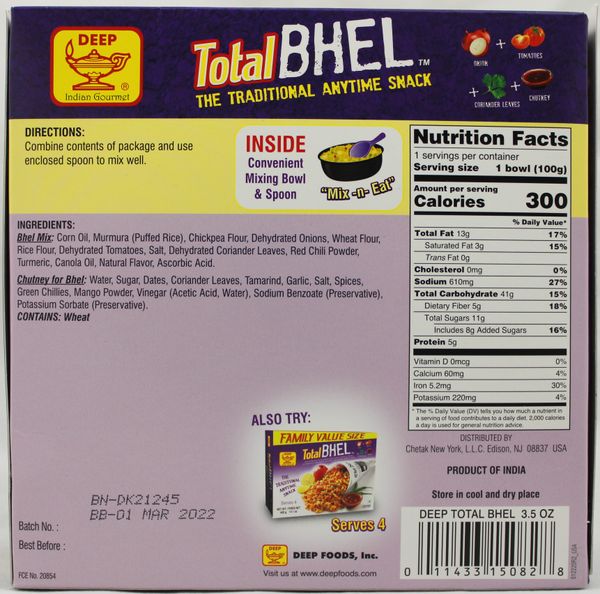 DEEP
Indian Gourmet
®
Total BHEL™
THE TRADITIONAL ANYTIME SNACK
ONION
+
TOMATOES
+
CORIANDER LEAVES
+
CHUTNEY
DIRECTIONS:
Combine contents of package and use
enclosed spoon to mix well.
INSIDE
Convenient
Mixing Bowl
& Spoon
"Mix -n- Eat"
INGREDIENTS:
Bhel Mix: Corn Oil, Murmura (Puffed Rice), Chickpea Flour, Dehydrated Onions, Wheat Flour,
Rice Flour, Dehydrated Tomatoes, Salt, Dehydrated Coriander Leaves, Red Chili Powder,
Turmeric, Canola Oil, Natural Flavor, Ascorbic Acid.
Chutney for Bhel: Water, Sugar, Dates, Coriander Leaves, Tamarind, Garlic, Salt, Spices,
Green Chillies, Mango Powder, Vinegar (Acetic Acid, Water), Sodium Benzoate (Preservative),
Potassium Sorbate (Preservative).
CONTAINS: Wheat
Nutrition Facts
1 servings per container
Serving size 1 bowl (100g)
Amount per serving
Calories 300
% Daily Value*
Total Fat 13g 17%
Saturated Fat 3g 15%
Trans Fat 0g
Cholesterol 0mg 0%
Sodium 610mg 27%
Total Carbohydrate 41g 15%
Dietary Fiber 5g 18%
Total Sugars 11g
Includes 8g Added Sugars 16%
Protein 5g
Vitamin D 0mcg 0%
Calcium 60mg 4%
Iron 5.2mg 30%
Potassium 220mg 4%
* The % Daily Value (DV) tells you how much a nutrient in
a serving of food contributes to a daily diet. 2,000 calories
a day is used for general nutrition advice.
DISTRIBUTED BY
Chetak New York, L.L.C. Edison, NJ 08837 USA
PRODUCT OF INDIA
Store in cool and dry place
DEEP TOTAL BHEL 3.5 OZ
0 11433 15082 8
ALSO TRY:
FAMILY VALUE SIZE
DEEP
Total BHEL
THE TRADITIONAL
ANYTIME SNACK
Serves 4
Serves 4
BN-DK21245
BB-01 MAR 2022
Batch No. :
Best Before :
FCE No. 20854
DEEP
DEEP FOODS, Inc.
Visit us at www.deepfoods.com